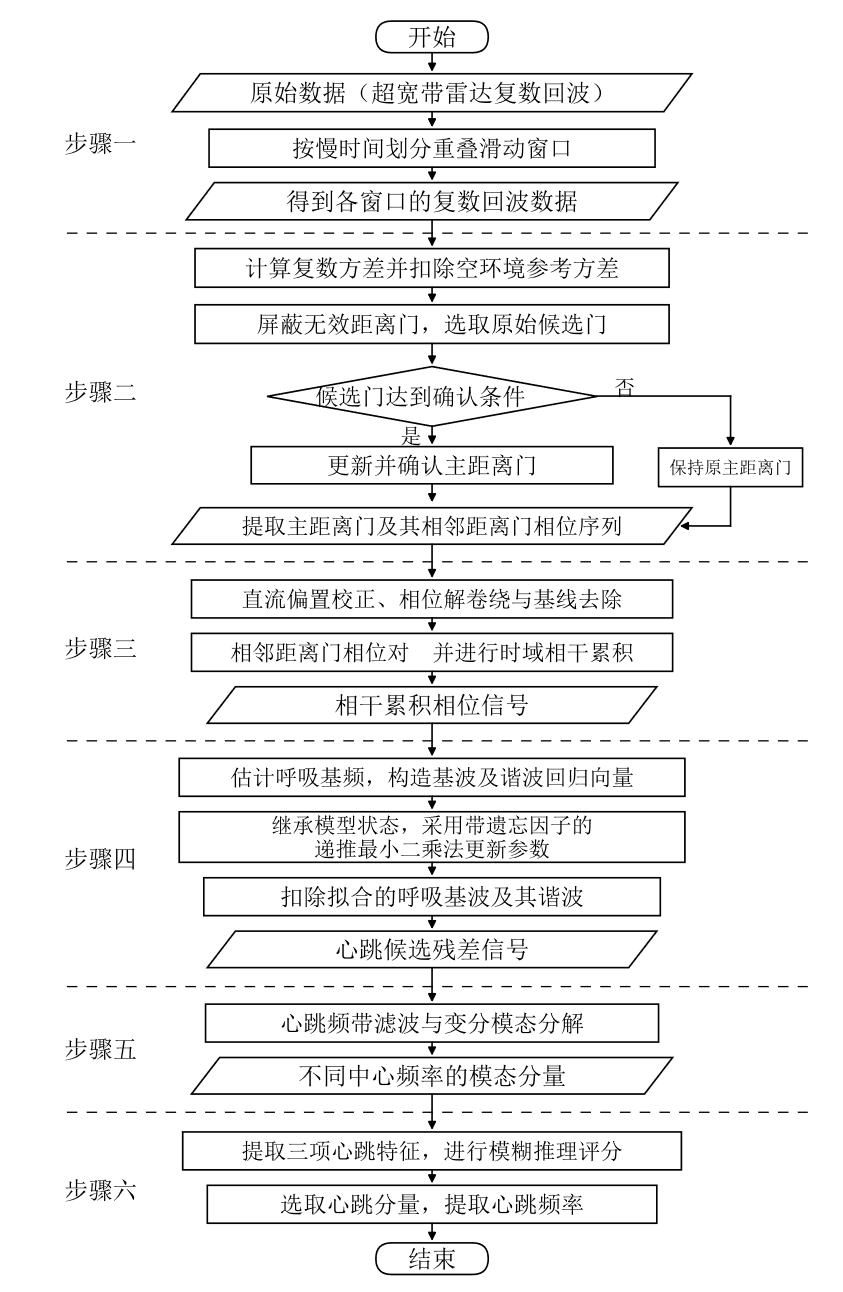 开始
原始数据（超宽带雷达复数回波）
步骤一
按慢时间划分重叠滑动窗口
得到各窗口的复数回波数据
计算复数方差并扣除空环境参考方差
屏蔽无效距离门，选取原始候选门
步骤二
候选门达到确认条件
否
是
更新并确认主距离门
保持原主距离门
提取主距离门及其相邻距离门相位序列
直流偏置校正、相位解卷绕与基线去除
步骤三
相邻距离门相位对 并进行时域相干累积
相干累积相位信号
估计呼吸基频，构造基波及谐波回归向量
继承模型状态，采用带遗忘因子的
递推最小二乘法更新参数
步骤四
扣除拟合的呼吸基波及其谐波
心跳候选残差信号
心跳频带滤波与变分模态分解
步骤五
不同中心频率的模态分量
提取三项心跳特征，进行模糊推理评分
步骤六
选取心跳分量，提取心跳频率
结束